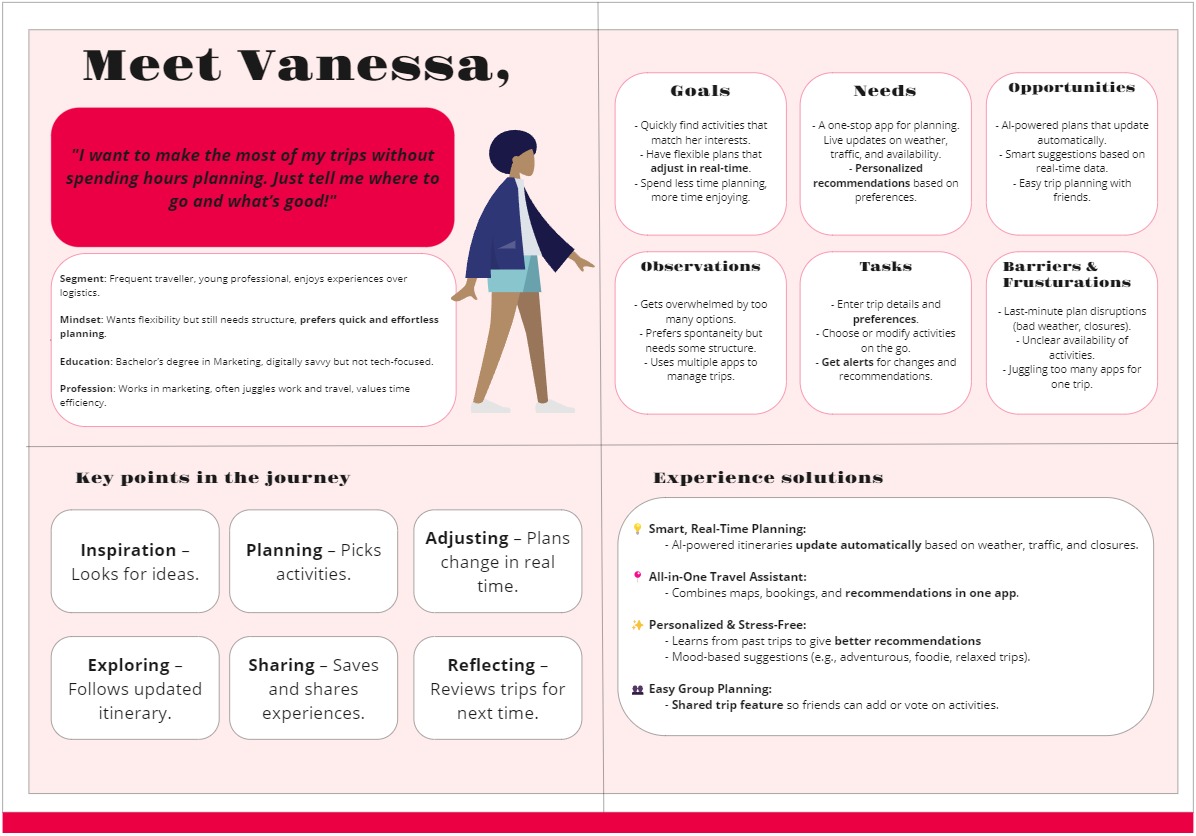 Meet Vanessa,
"I want to make the most of my trips without
spending hours planning. Just tell me where to
go and what's good!"
Segment: Frequent traveller, young professional, enjoys experiences over
logistics.
Mindset: Wants flexibility but still needs structure, prefers quick and effortless
planning.
Education: Bachelor's degree in Marketing, digitally savvy but not tech-focused.
Profession: Works in marketing, often juggles work and travel, values time
efficiency.
Goals
- Quickly find activities that
match her interests.
- Have flexible plans that
adjust in real-time.
- Spend less time planning,
more time enjoying.
Needs
- A one-stop app for planning.
Live updates on weather,
traffic, and availability.
- Personalized
recommendations based on
preferences.
Opportunities
- AI-powered plans that update
automatically.
- Smart suggestions based on
real-time data.
- Easy trip planning with
friends.
Observations
- Gets overwhelmed by too
many options.
- Prefers spontaneity but
needs some structure.
- Uses multiple apps to
manage trips.
Tasks
- Enter trip details and
preferences.
- Choose or modify activities
on the go.
- Get alerts for changes and
recommendations.
Barriers &
Frusturations
- Last-minute plan disruptions
(bad weather, closures).
- Unclear availability of
activities.
- Juggling too many apps for
one trip.
Key points in the journey
Inspiration –
Looks for ideas.
Planning – Picks
activities.
Adjusting – Plans
change in real
time.
Exploring –
Follows updated
itinerary.
Sharing – Saves
and shares
experiences.
Reflecting –
Reviews trips for
next time.
Experience solutions
💡 Smart, Real-Time Planning:
- AI-powered itineraries update automatically based on weather, traffic, and closures.
📍 All-in-One Travel Assistant:
- Combines maps, bookings, and recommendations in one app.
✨ Personalized & Stress-Free:
- Learns from past trips to give better recommendations
- Mood-based suggestions (e.g., adventurous, foodie, relaxed trips).
👥 Easy Group Planning:
- Shared trip feature so friends can add or vote on activities.